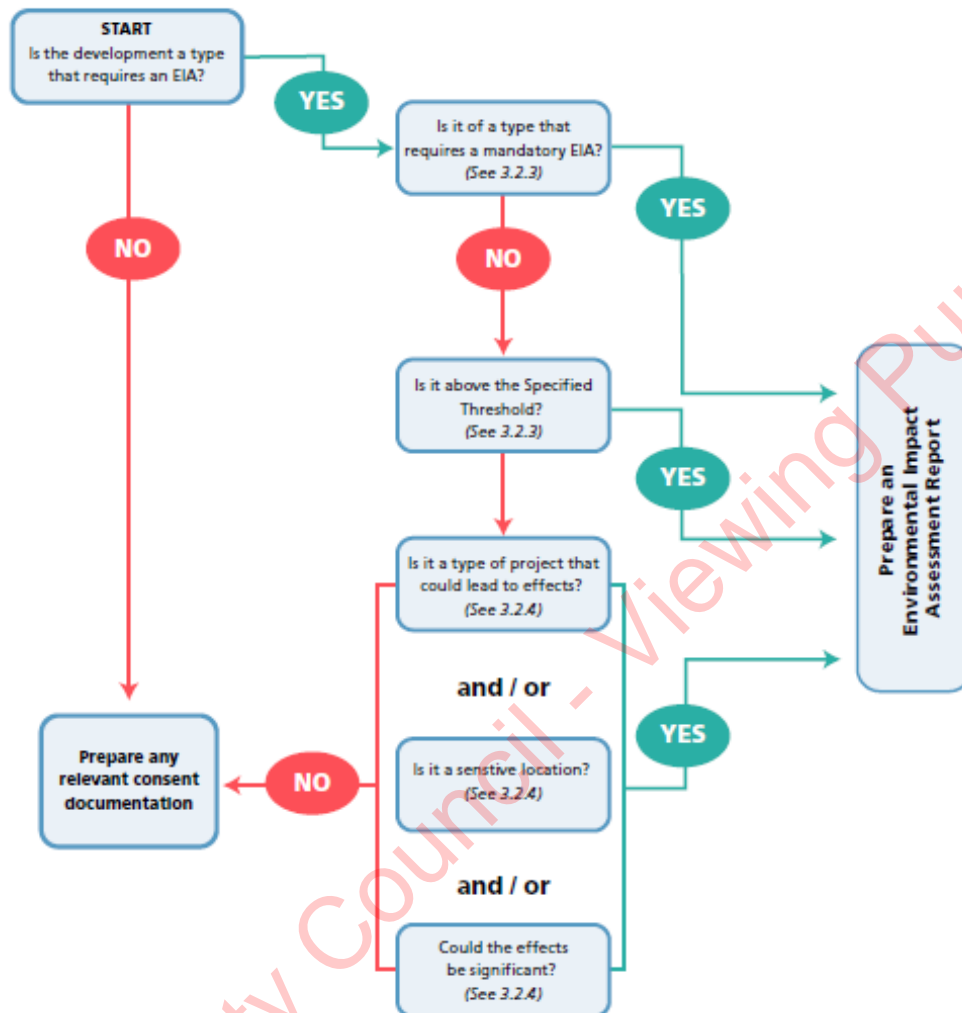 START
Is the development a type
that requires an EIA?
YES
Is it of a type that
requires a mandatory EIA?
(See 3.2.3)
YES
NO
NO
Is it above the Specified
Threshold?
(See 3.2.3)
YES
Prepare an
Environmental Impact
Assessment Report
Is it a type of project that
could lead to effects?
(See 3.2.4)
and / or
YES
Prepare any
relevant consent
documentation
NO
Is it a senstive location?
(See 3.2.4)
and / or
Could the effects
be significant?
(See 3.2.4)
Council - Viewing